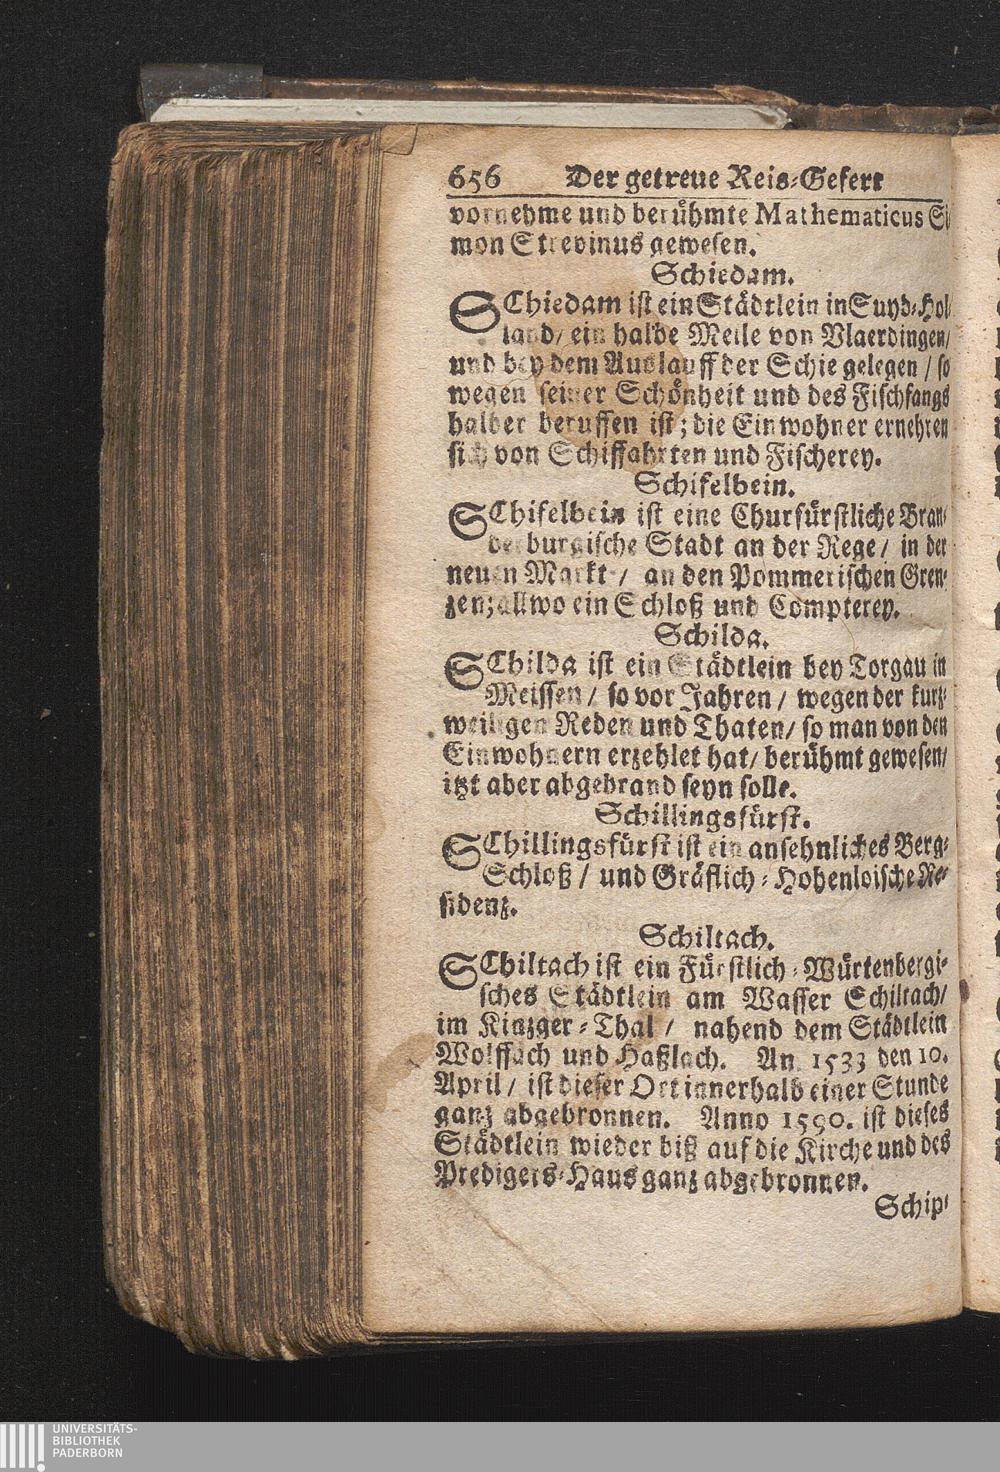 656 Der getreue Reis-Gefert
vornehme und berühmte Mathematicus Si-
mon Strevinus gewesen.
Schiedam.
SChiedam ist ein Städtlein in Suyd-Hol-
land/ ein halbe Meile von Vlaerdingen/
und bey dem Auslauff der Schie gelegen / so
wegen seiner Schönheit und des Fischfangs
halber beruffen ist; die Einwohner ernehren
sich von Schiffahrten und Fischerey.
Schifelbein.
SChifelbein ist eine Churfürstliche Bran-
denburgische Stadt an der Rege/ in der
neuen Markt / an den Pommerischen Gren-
zen; allwo ein Schloß und Compterey.
Schilda.
SChilda ist ein Städtlein bey Torgau in
Meissen / so vor Jahren / wegen der kurtz-
weiligen Reden und Thaten/ so man von den
Einwohnern erzehlet hat/ berühmt gewesen/
itzt aber abgebrand seyn solle.
Schillingsfürst.
SChillingsfürst ist ein ansehnliches Berg-
Schloß / und Gräflich-Hohenloische Re-
sidenz.
Schiltach.
SChiltach ist ein Fürstlich-Würtenbergi-
sches Städtlein am Wasser Schiltach/
im Kinzger-Thal / nahend dem Städtlein
Wolffach und Haßlach. An. 1533 den 10.
April / ist dieser Ort innerhalb einer Stunde
ganz abgebronnen. Anno 1590. ist dieses
Städtlein wieder biß auf die Kirche und des
Predigers-Haus ganz abgebronnen.
Schip-
UNIVERSITÄTS-
BIBLIOTHEK
PADERBORN